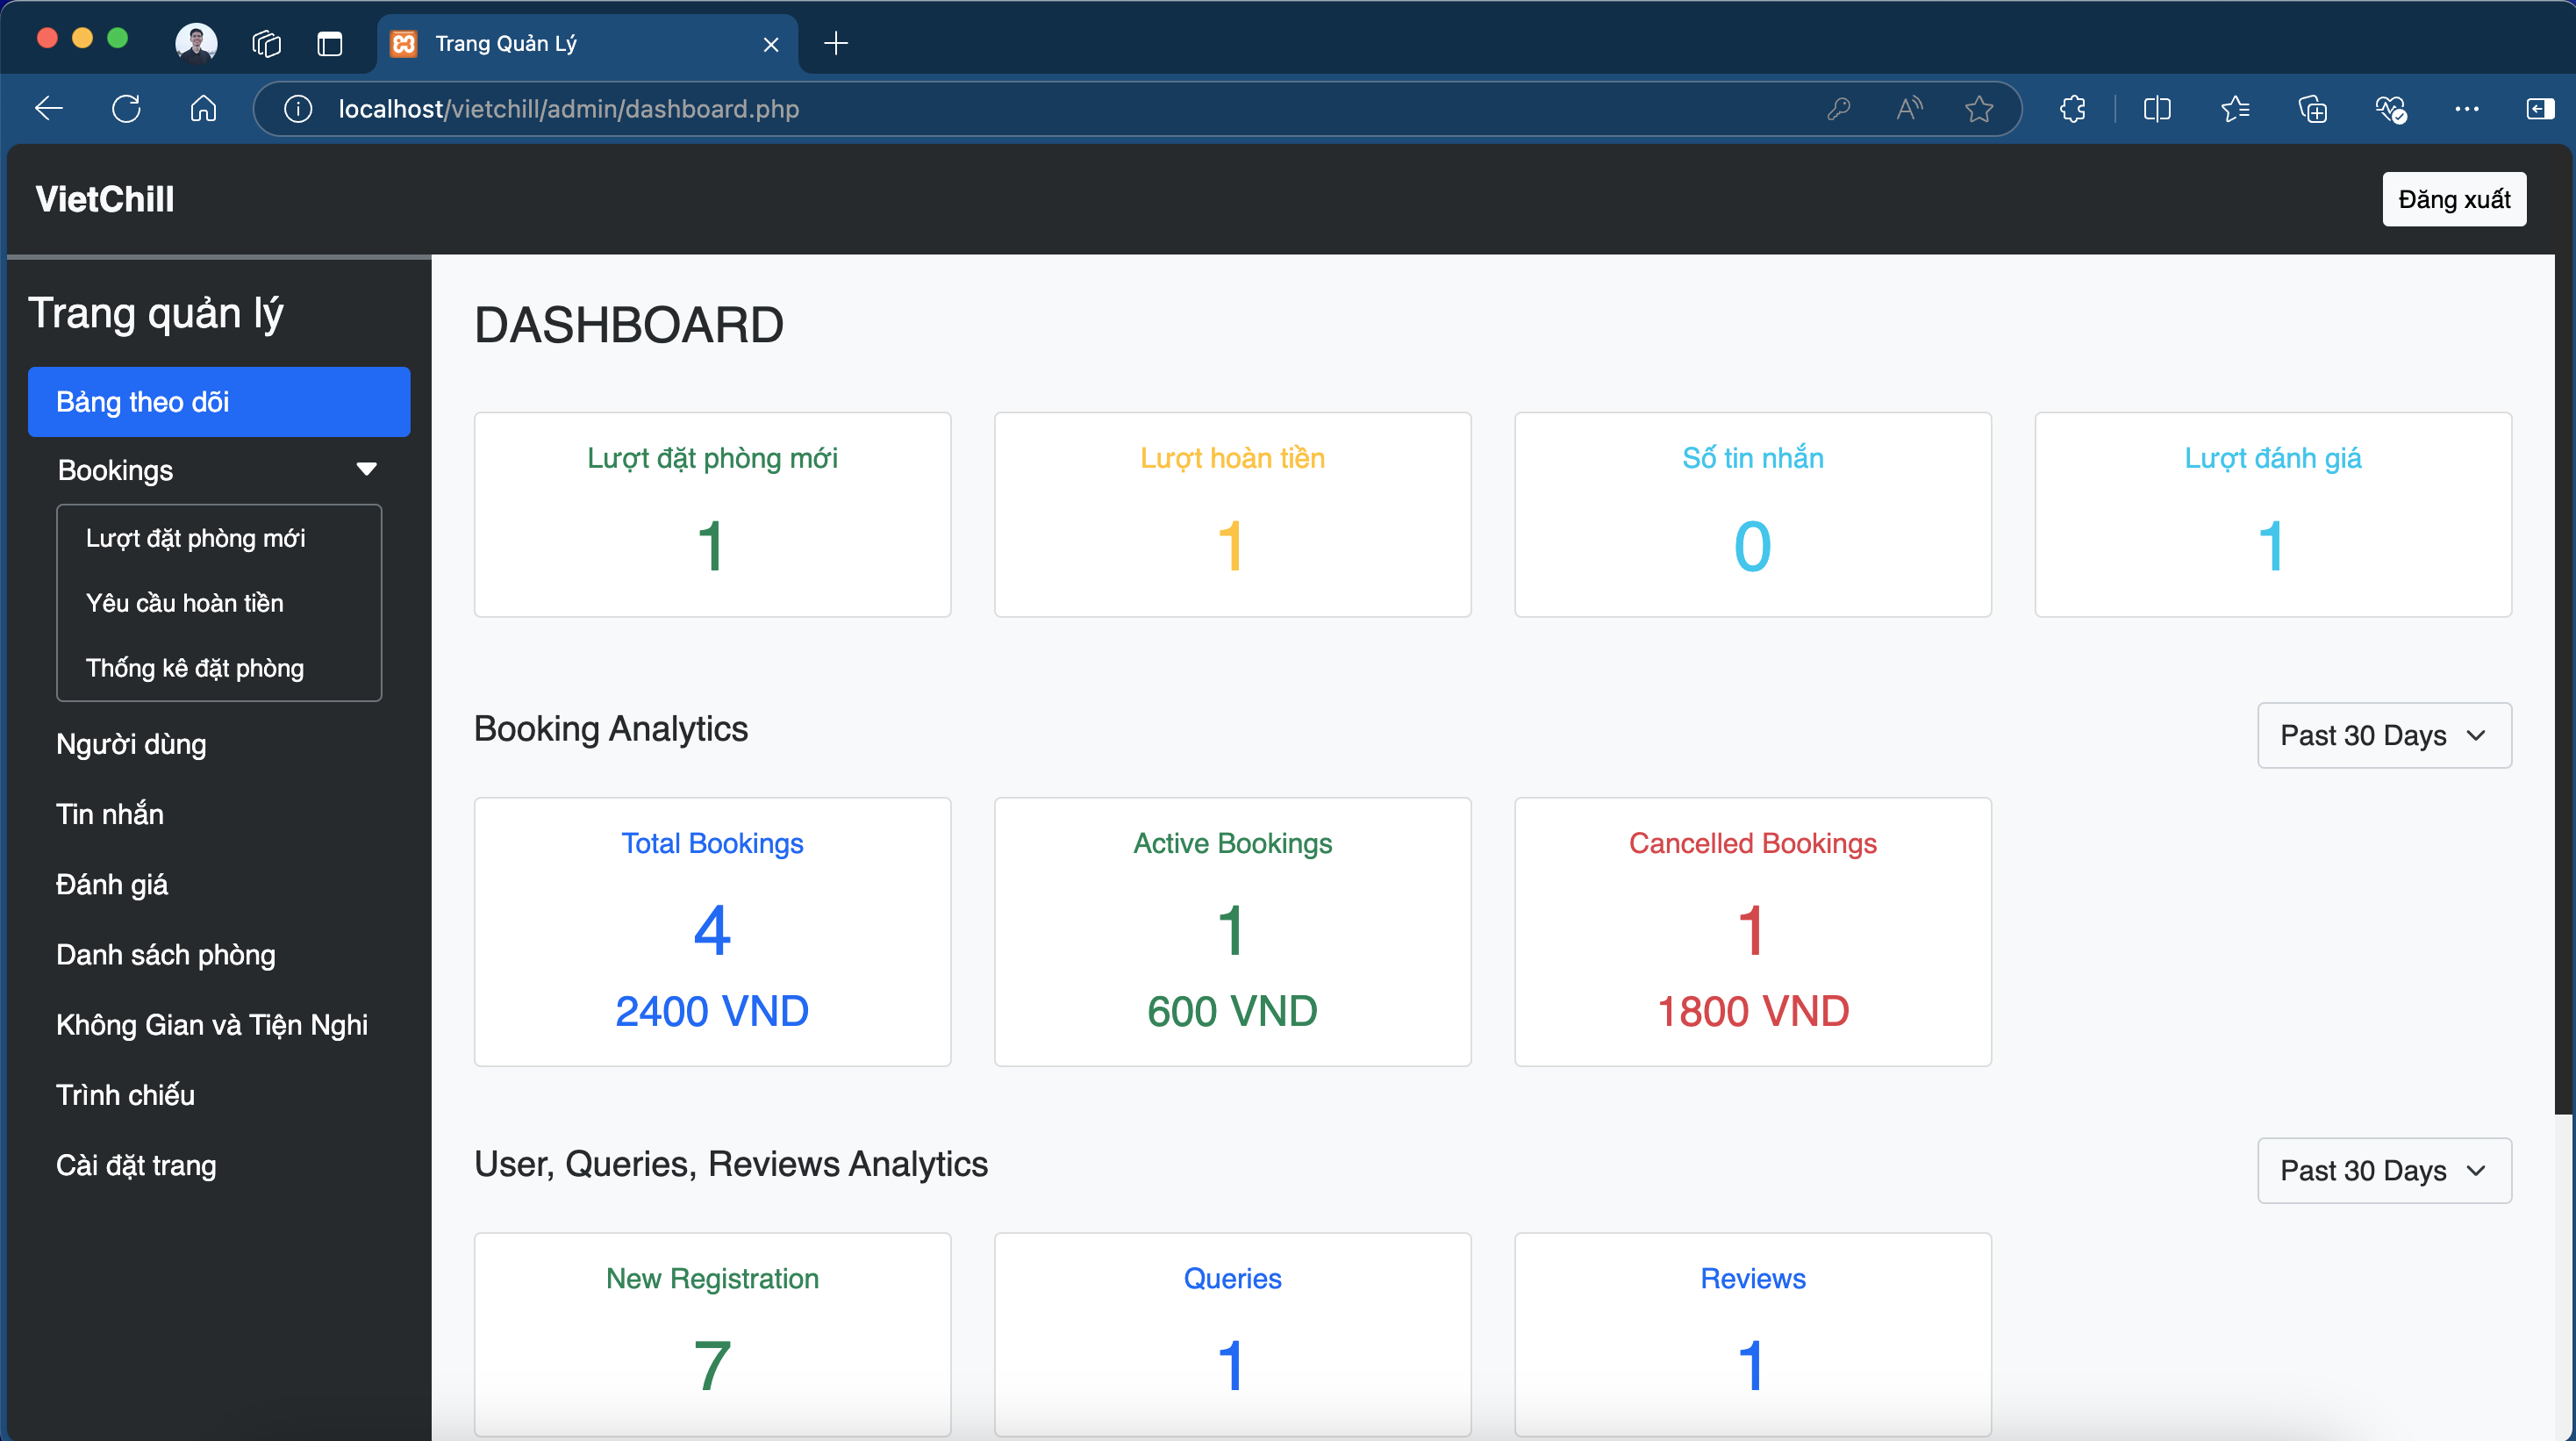 Trang Quản Lý
localhost/vietchill/admin/dashboard.php
VietChill
Đăng xuất
Trang quản lý
Bảng theo dõi
Bookings
Lượt đặt phòng mới
Yêu cầu hoàn tiền
Thống kê đặt phòng
Người dùng
Tin nhắn
Đánh giá
Danh sách phòng
Không Gian và Tiện Nghi
Trình chiếu
Cài đặt trang
DASHBOARD
Lượt đặt phòng mới
1
Lượt hoàn tiền
1
Số tin nhắn
0
Lượt đánh giá
1
Booking Analytics
Past 30 Days
Total Bookings
4
2400 VND
Active Bookings
1
600 VND
Cancelled Bookings
1
1800 VND
User, Queries, Reviews Analytics
Past 30 Days
New Registration
7
Queries
1
Reviews
1